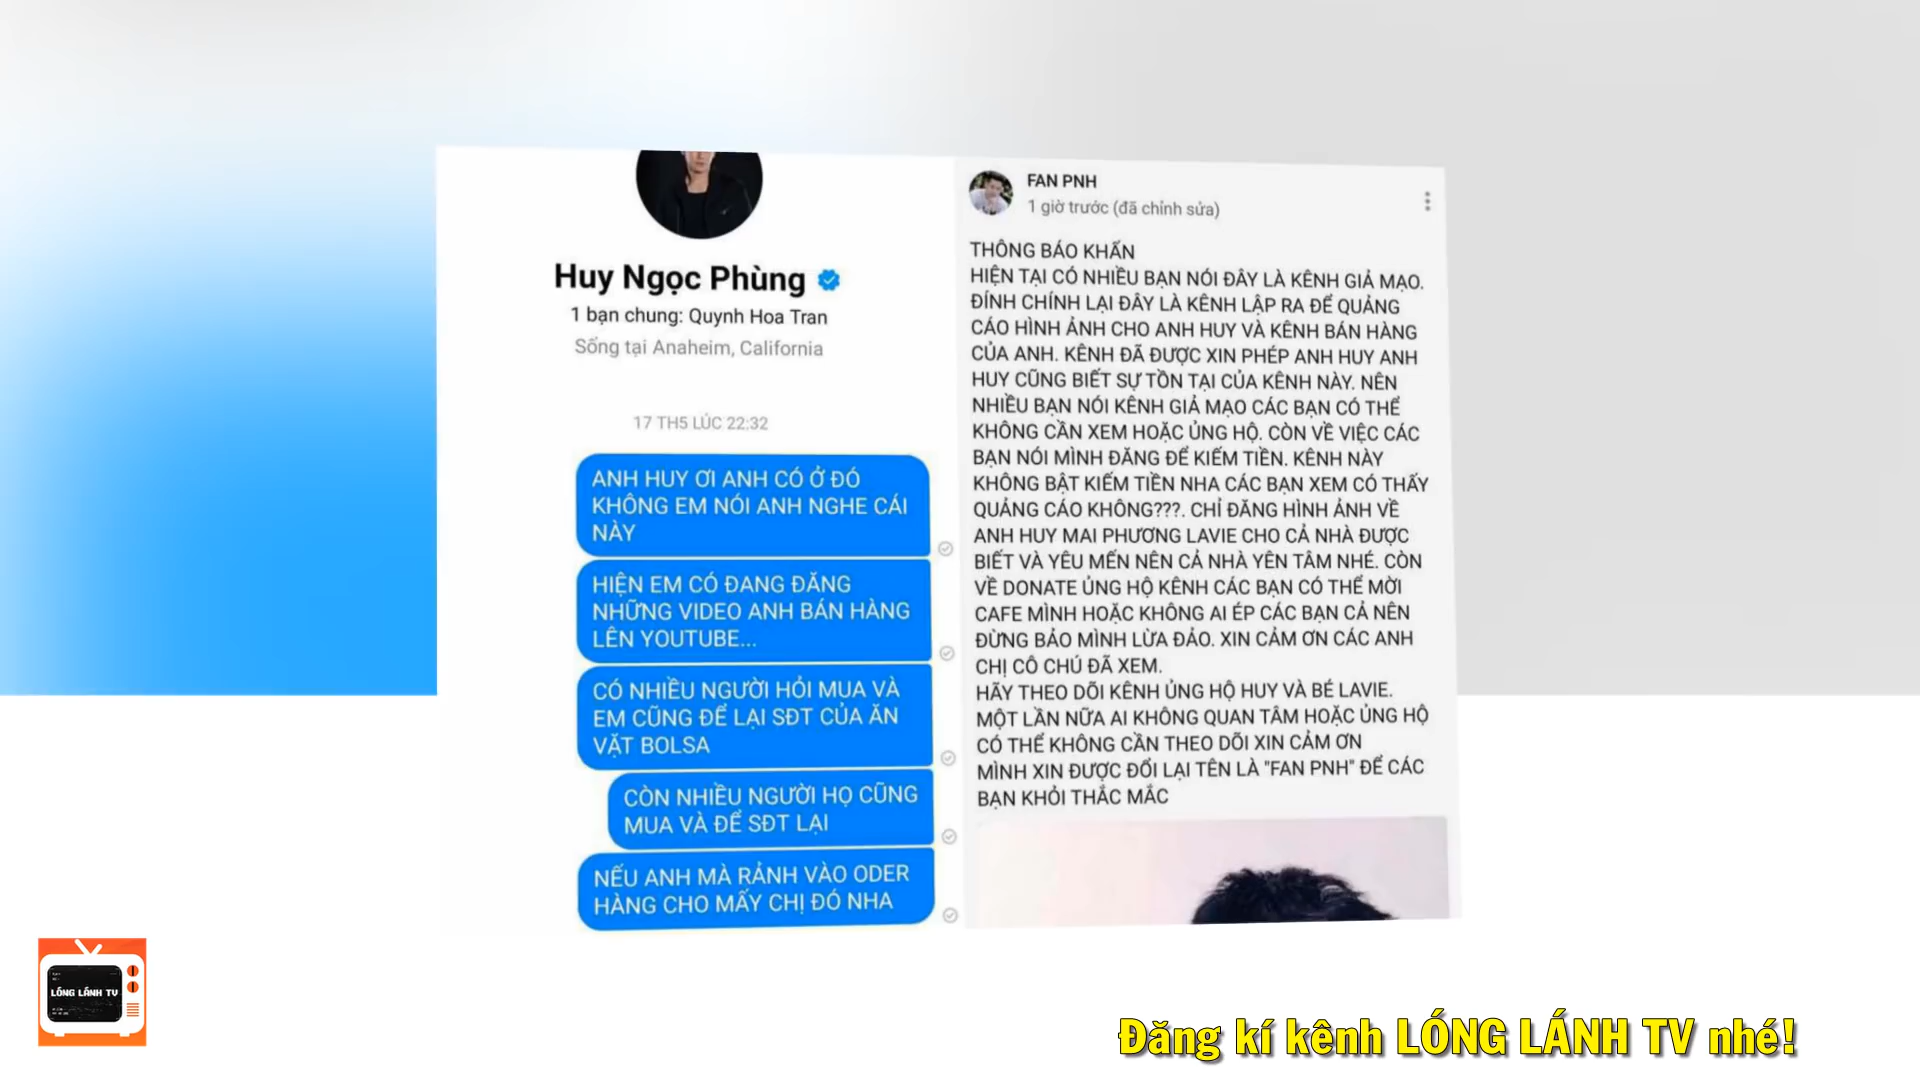 Huy Ngọc Phùng
1 bạn chung: Quynh Hoa Tran
Sống tại Anaheim, California
17 TH5 LÚC 22:32
ANH HUY ƠI ANH CÓ Ở ĐÓ
KHÔNG EM NÓI ANH NGHE CÁI
NÀY
HIỆN EM CÓ ĐANG ĐĂNG
NHỮNG VIDEO ANH BÁN HÀNG
LÊN YOUTUBE...
CÓ NHIỀU NGƯỜI HỎI MUA VÀ
EM CŨNG ĐỂ LẠI SĐT CỦA ĂN
VẶT BOLSA
CÒN NHIỀU NGƯỜI HỌ CŨNG
MUA VÀ ĐỂ SĐT LẠI
NẾU ANH MÀ RẢNH VÀO ODER
HÀNG CHO MẤY CHỊ ĐÓ NHA
FAN PNH
1 giờ trước (đã chỉnh sửa)
THÔNG BÁO KHẨN
HIỆN TẠI CÓ NHIỀU BẠN NÓI ĐÂY LÀ KÊNH GIẢ MẠO.
ĐÍNH CHÍNH LẠI ĐÂY LÀ KÊNH LẬP RA ĐỂ QUẢNG
CÁO HÌNH ẢNH CHO ANH HUY VÀ KÊNH BÁN HÀNG
CỦA ANH. KÊNH ĐÃ ĐƯỢC XIN PHÉP ANH HUY ANH
HUY CŨNG BIẾT SỰ TỒN TẠI CỦA KÊNH NÀY. NÊN
NHIỀU BẠN NÓI KÊNH GIẢ MẠO CÁC BẠN CÓ THỂ
KHÔNG CẦN XEM HOẶC ỦNG HỘ. CÒN VỀ VIỆC CÁC
BẠN NÓI MÌNH ĐĂNG ĐỂ KIẾM TIỀN. KÊNH NÀY
KHÔNG BẬT KIẾM TIỀN NHA CÁC BẠN XEM CÓ THẤY
QUẢNG CÁO KHÔNG???. CHỈ ĐĂNG HÌNH ẢNH VỀ
ANH HUY MAI PHƯƠNG LAVIE CHO CẢ NHÀ ĐƯỢC
BIẾT VÀ YÊU MẾN NÊN CẢ NHÀ YÊN TÂM NHÉ. CÒN
VỀ DONATE ỦNG HỘ KÊNH CÁC BẠN CÓ THỂ MỜI
CAFE MÌNH HOẶC KHÔNG AI ÉP CÁC BẠN CẢ NÊN
ĐỪNG BẢO MÌNH LỪA ĐẢO. XIN CẢM ƠN CÁC ANH
CHỊ CÔ CHÚ ĐÃ XEM.
HÃY THEO DÕI KÊNH ỦNG HỘ HUY VÀ BÉ LAVIE.
MỘT LẦN NỮA AI KHÔNG QUAN TÂM HOẶC ỦNG HỘ
CÓ THỂ KHÔNG CẦN THEO DÕI XIN CẢM ƠN
MÌNH XIN ĐƯỢC ĐỔI LẠI TÊN LÀ "FAN PNH" ĐỂ CÁC
BẠN KHỎI THẮC MẮC
LÓNG LÁNH TV
Đăng kí kênh LÓNG LÁNH TV nhé!